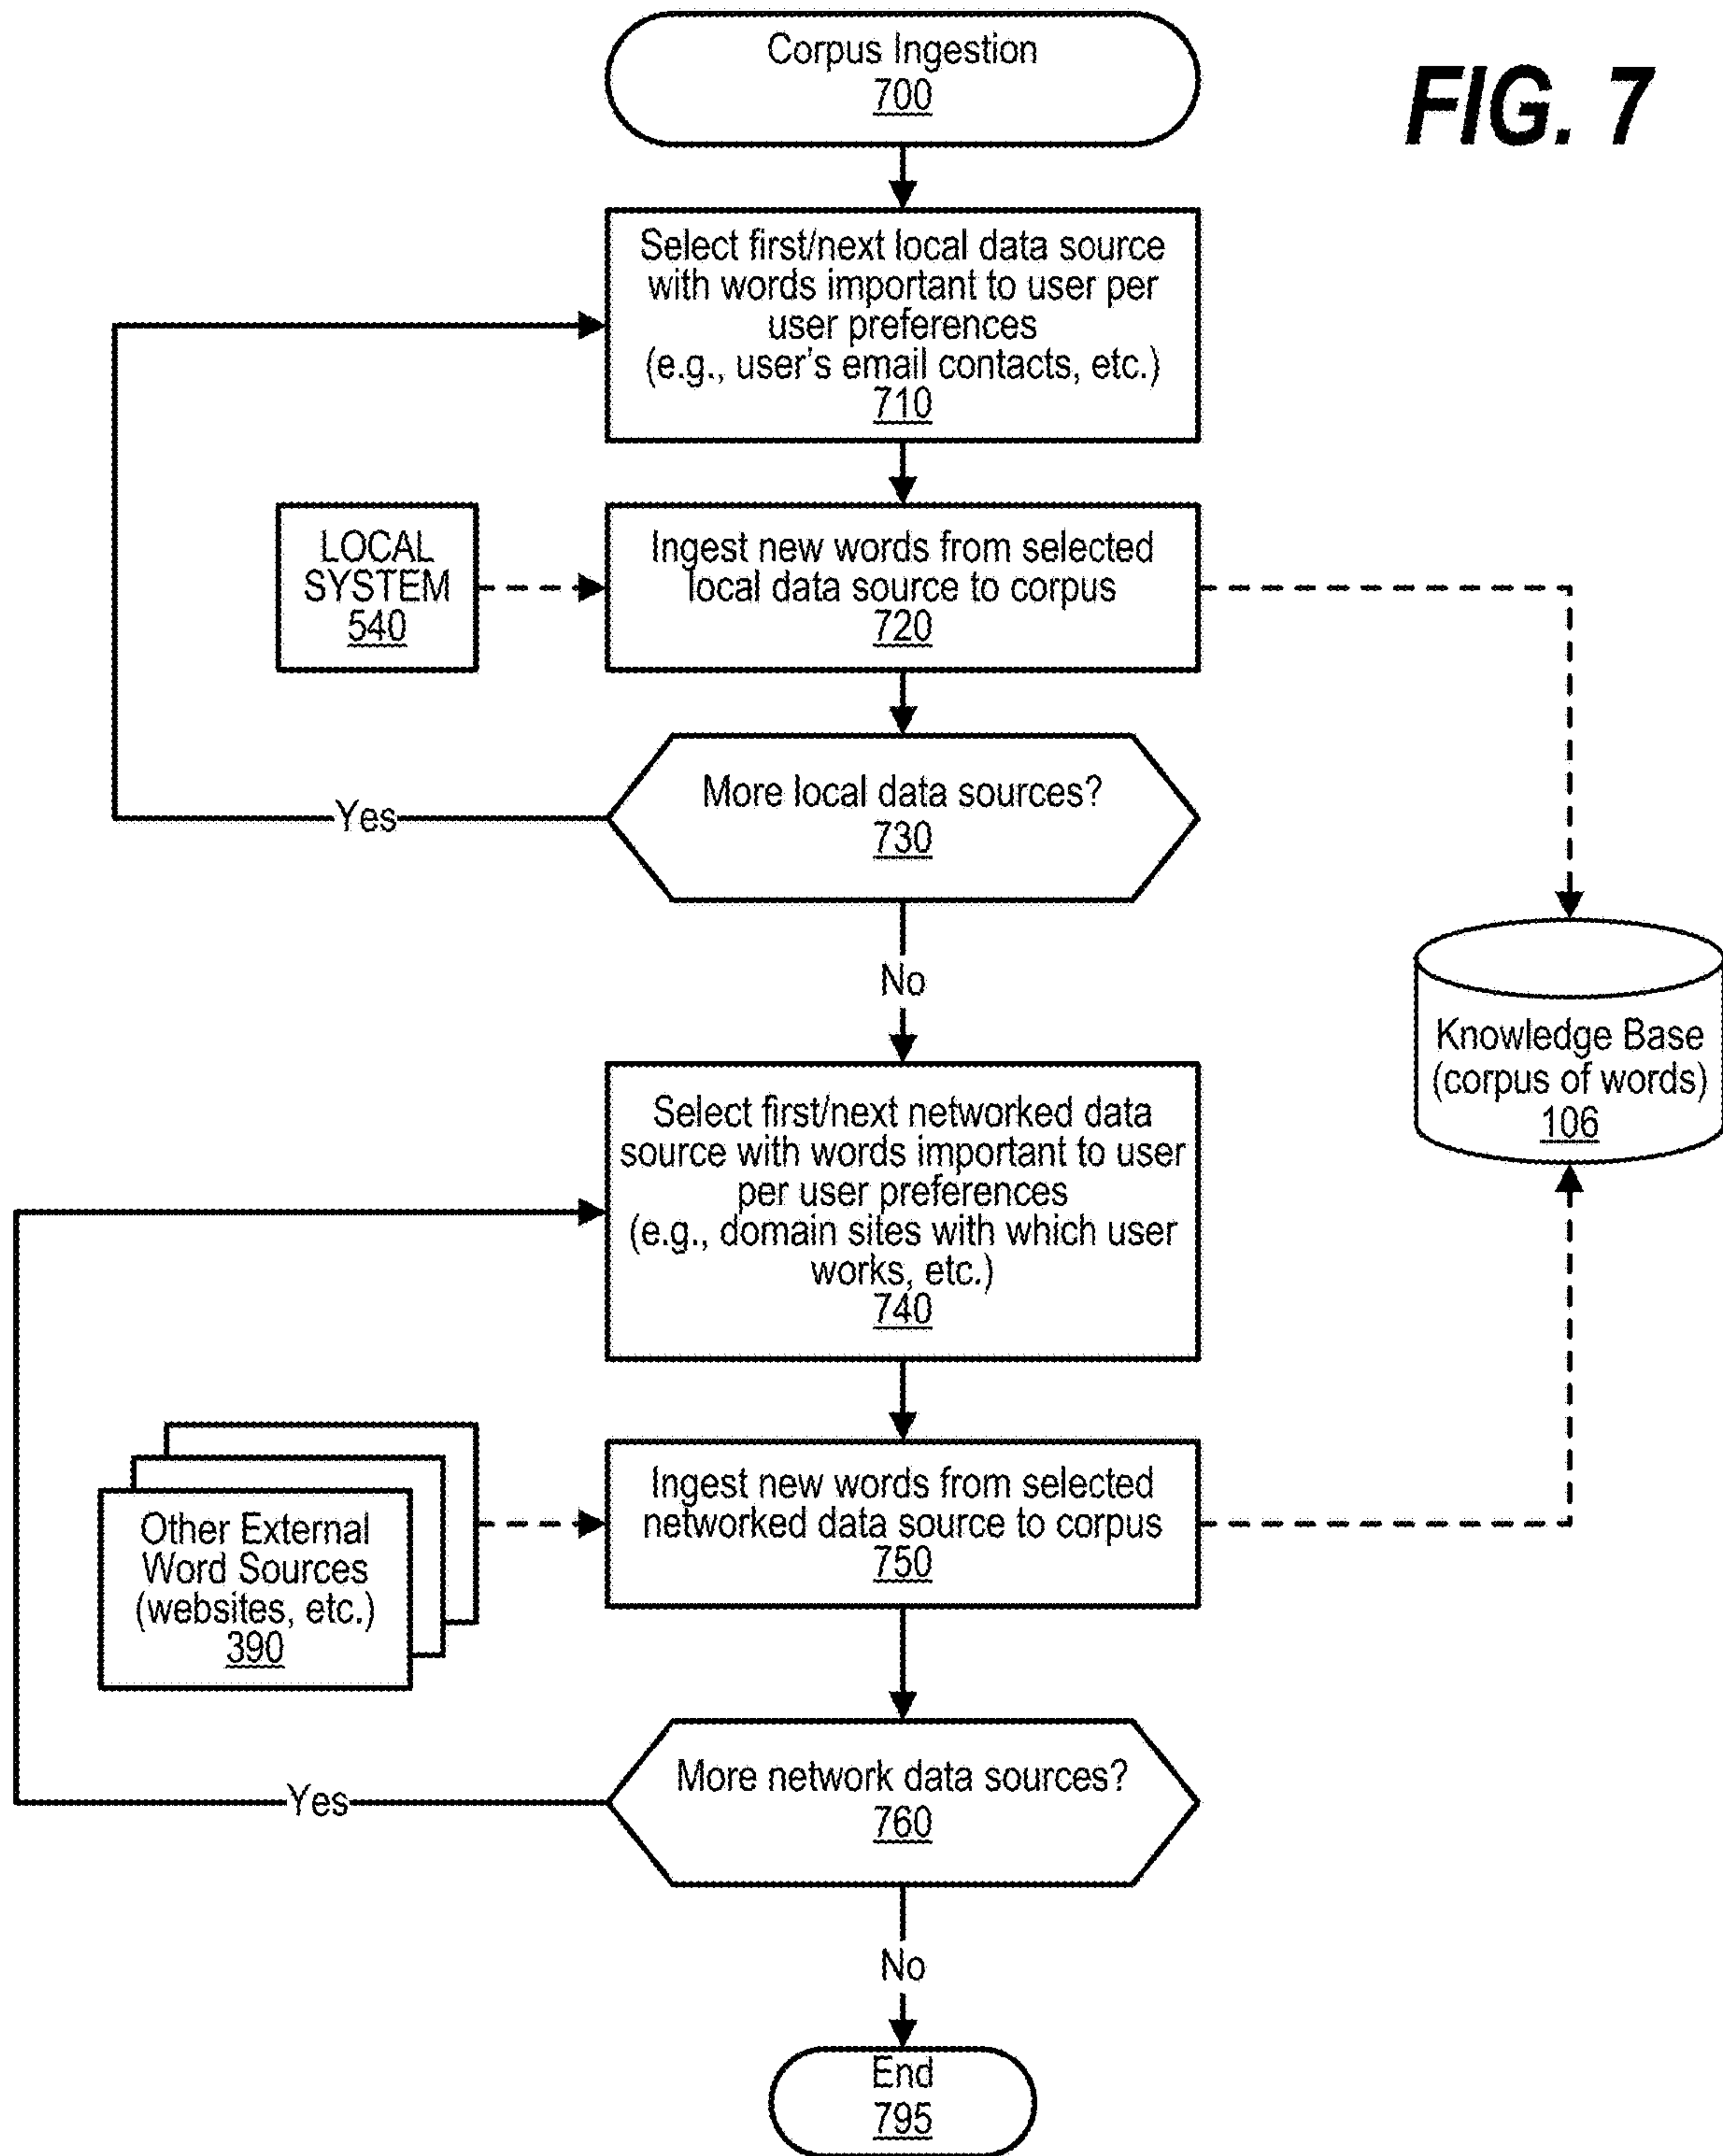 Corpus Ingestion
700
FIG. 7
Select first/next local data source
with words important to user per
user preferences
(e.g., user's email contacts, etc.)
710
LOCAL
SYSTEM
540
Ingest new words from selected
local data source to corpus
720
More local data sources?
730
Yes
No
Knowledge Base
(corpus of words)
106
Select first/next networked data
source with words important to user
per user preferences
(e.g., domain sites with which user
works, etc.)
740
Other External
Word Sources
(websites, etc.)
390
Ingest new words from selected
networked data source to corpus
750
More network data sources?
760
Yes
No
End
795